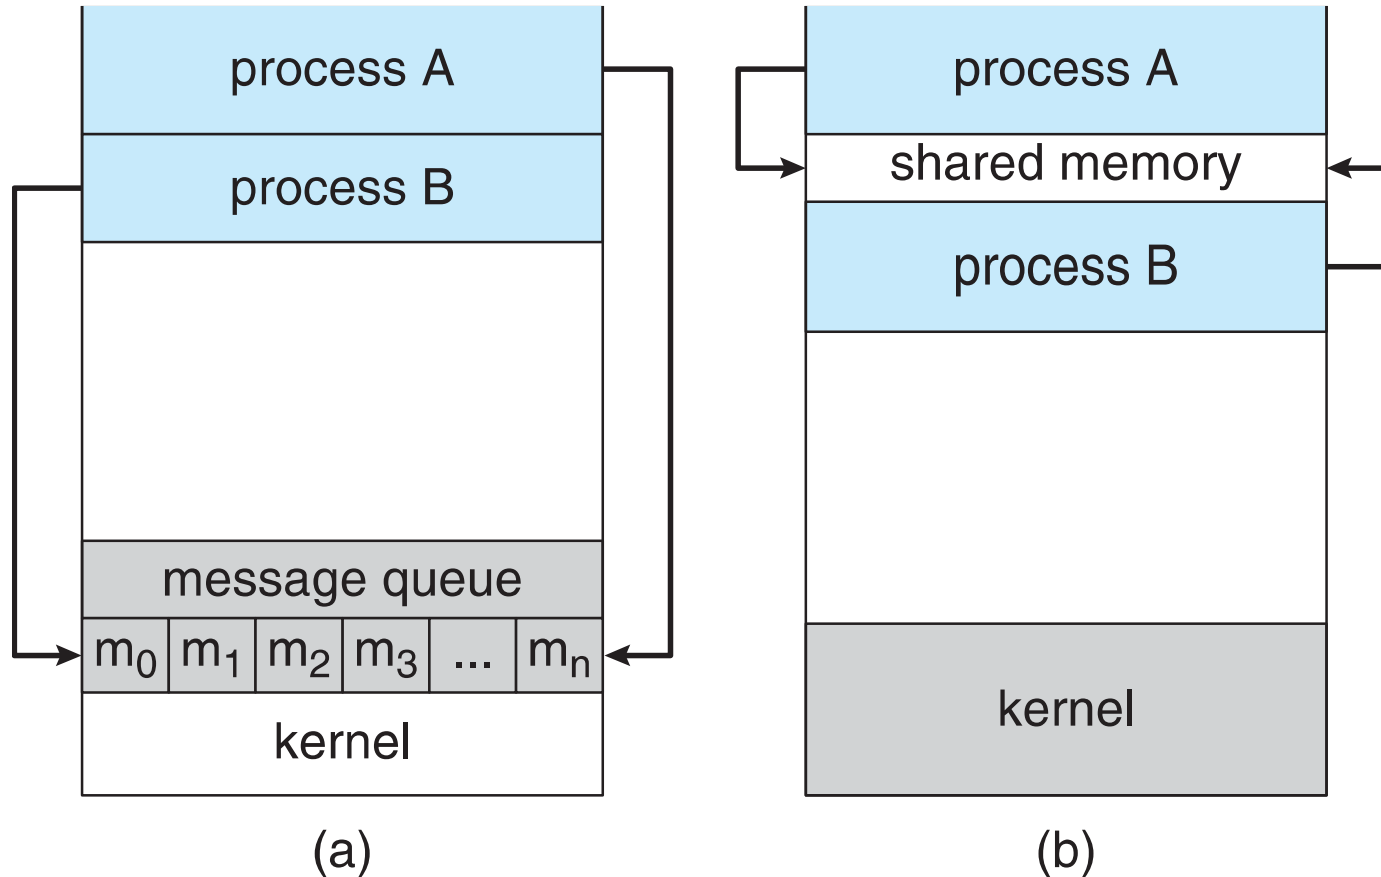 process A
process B
message queue
m0 m1 m2 m3 ... mn
kernel
(a)
process A
shared memory
process B
kernel
(b)